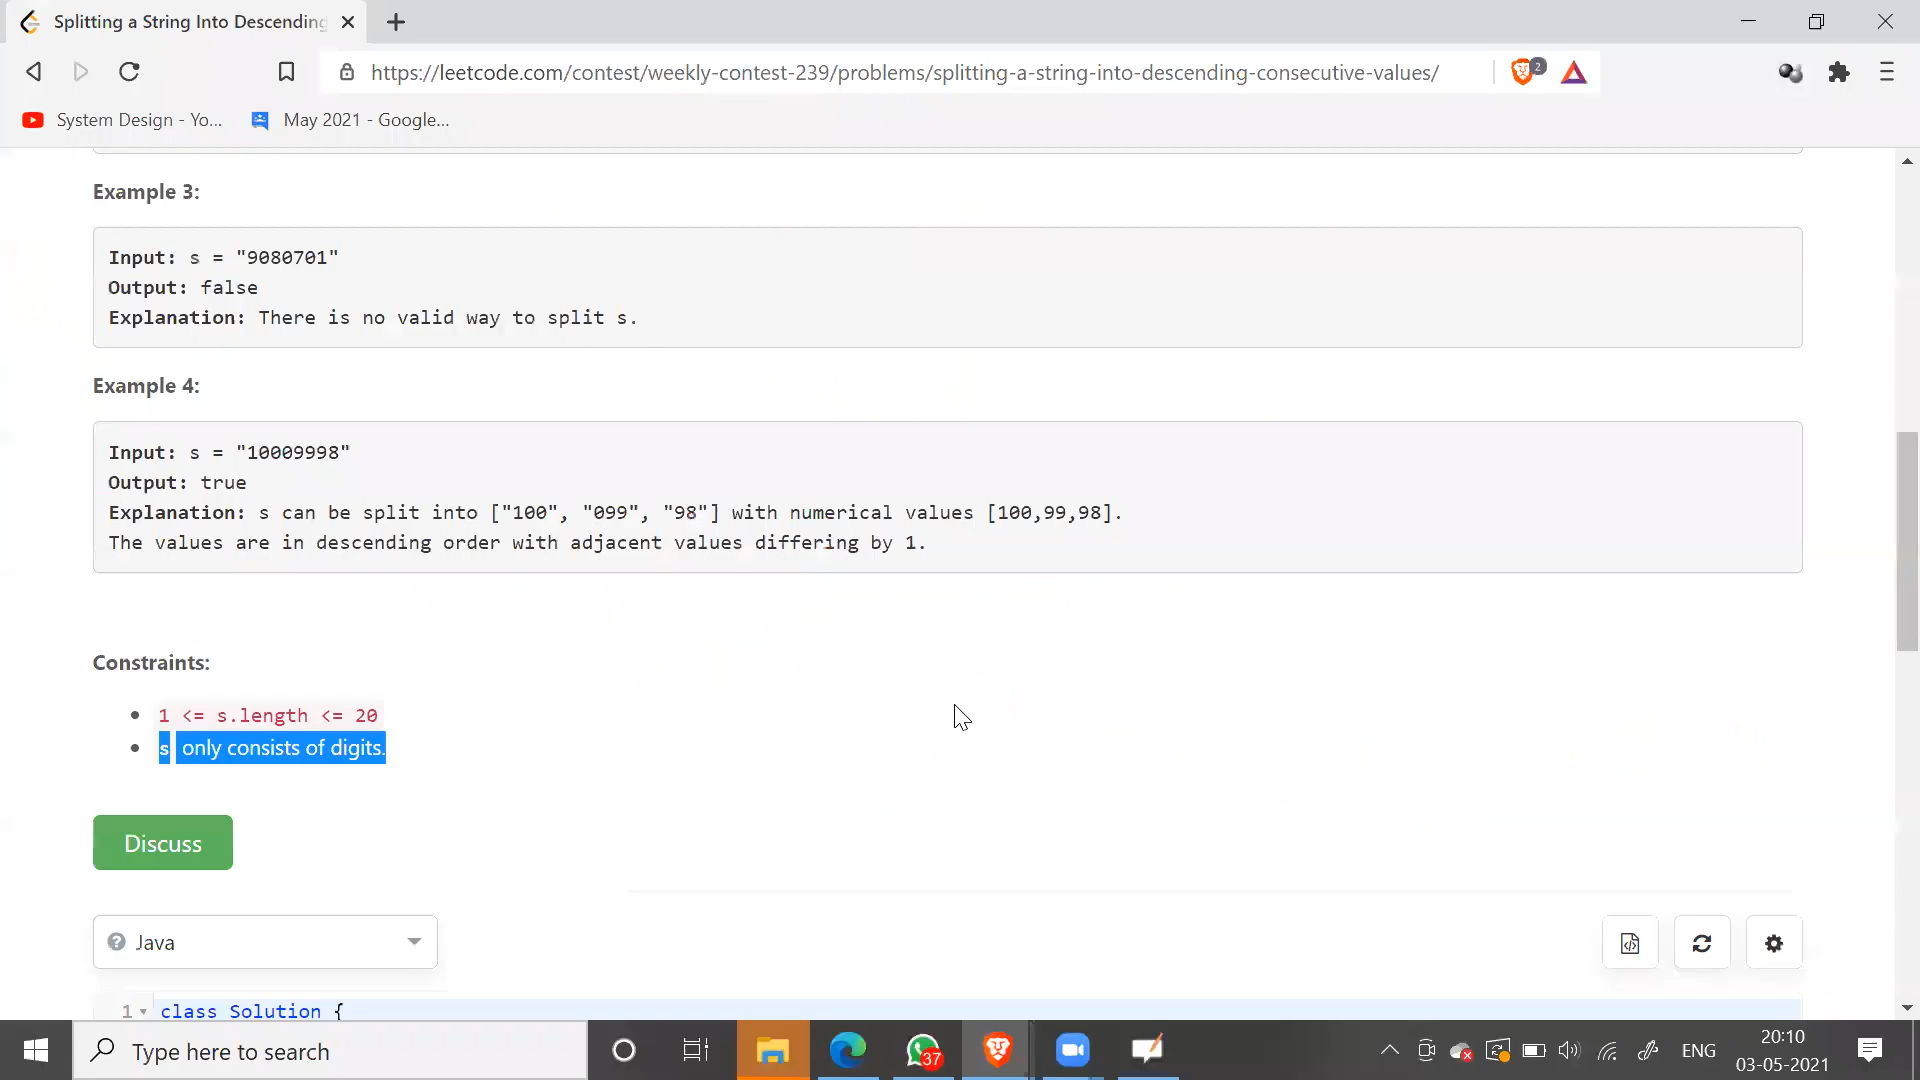 Splitting a String Into Descending
https://leetcode.com/contest/weekly-contest-239/problems/splitting-a-string-into-descending-consecutive-values/
2
System Design - Yo...
May 2021 - Google...
Example 3:
Input: s = "9080701"
Output: false
Explanation: There is no valid way to split s.
Example 4:
Input: s = "10009998"
Output: true
Explanation: s can be split into ["100", "099", "98"] with numerical values [100,99,98].
The values are in descending order with adjacent values differing by 1.
Constraints:
1 <= s.length <= 20
s only consists of digits.
Discuss
Java
1 class Solution {
Type here to search
37
ENG
20:10
03-05-2021